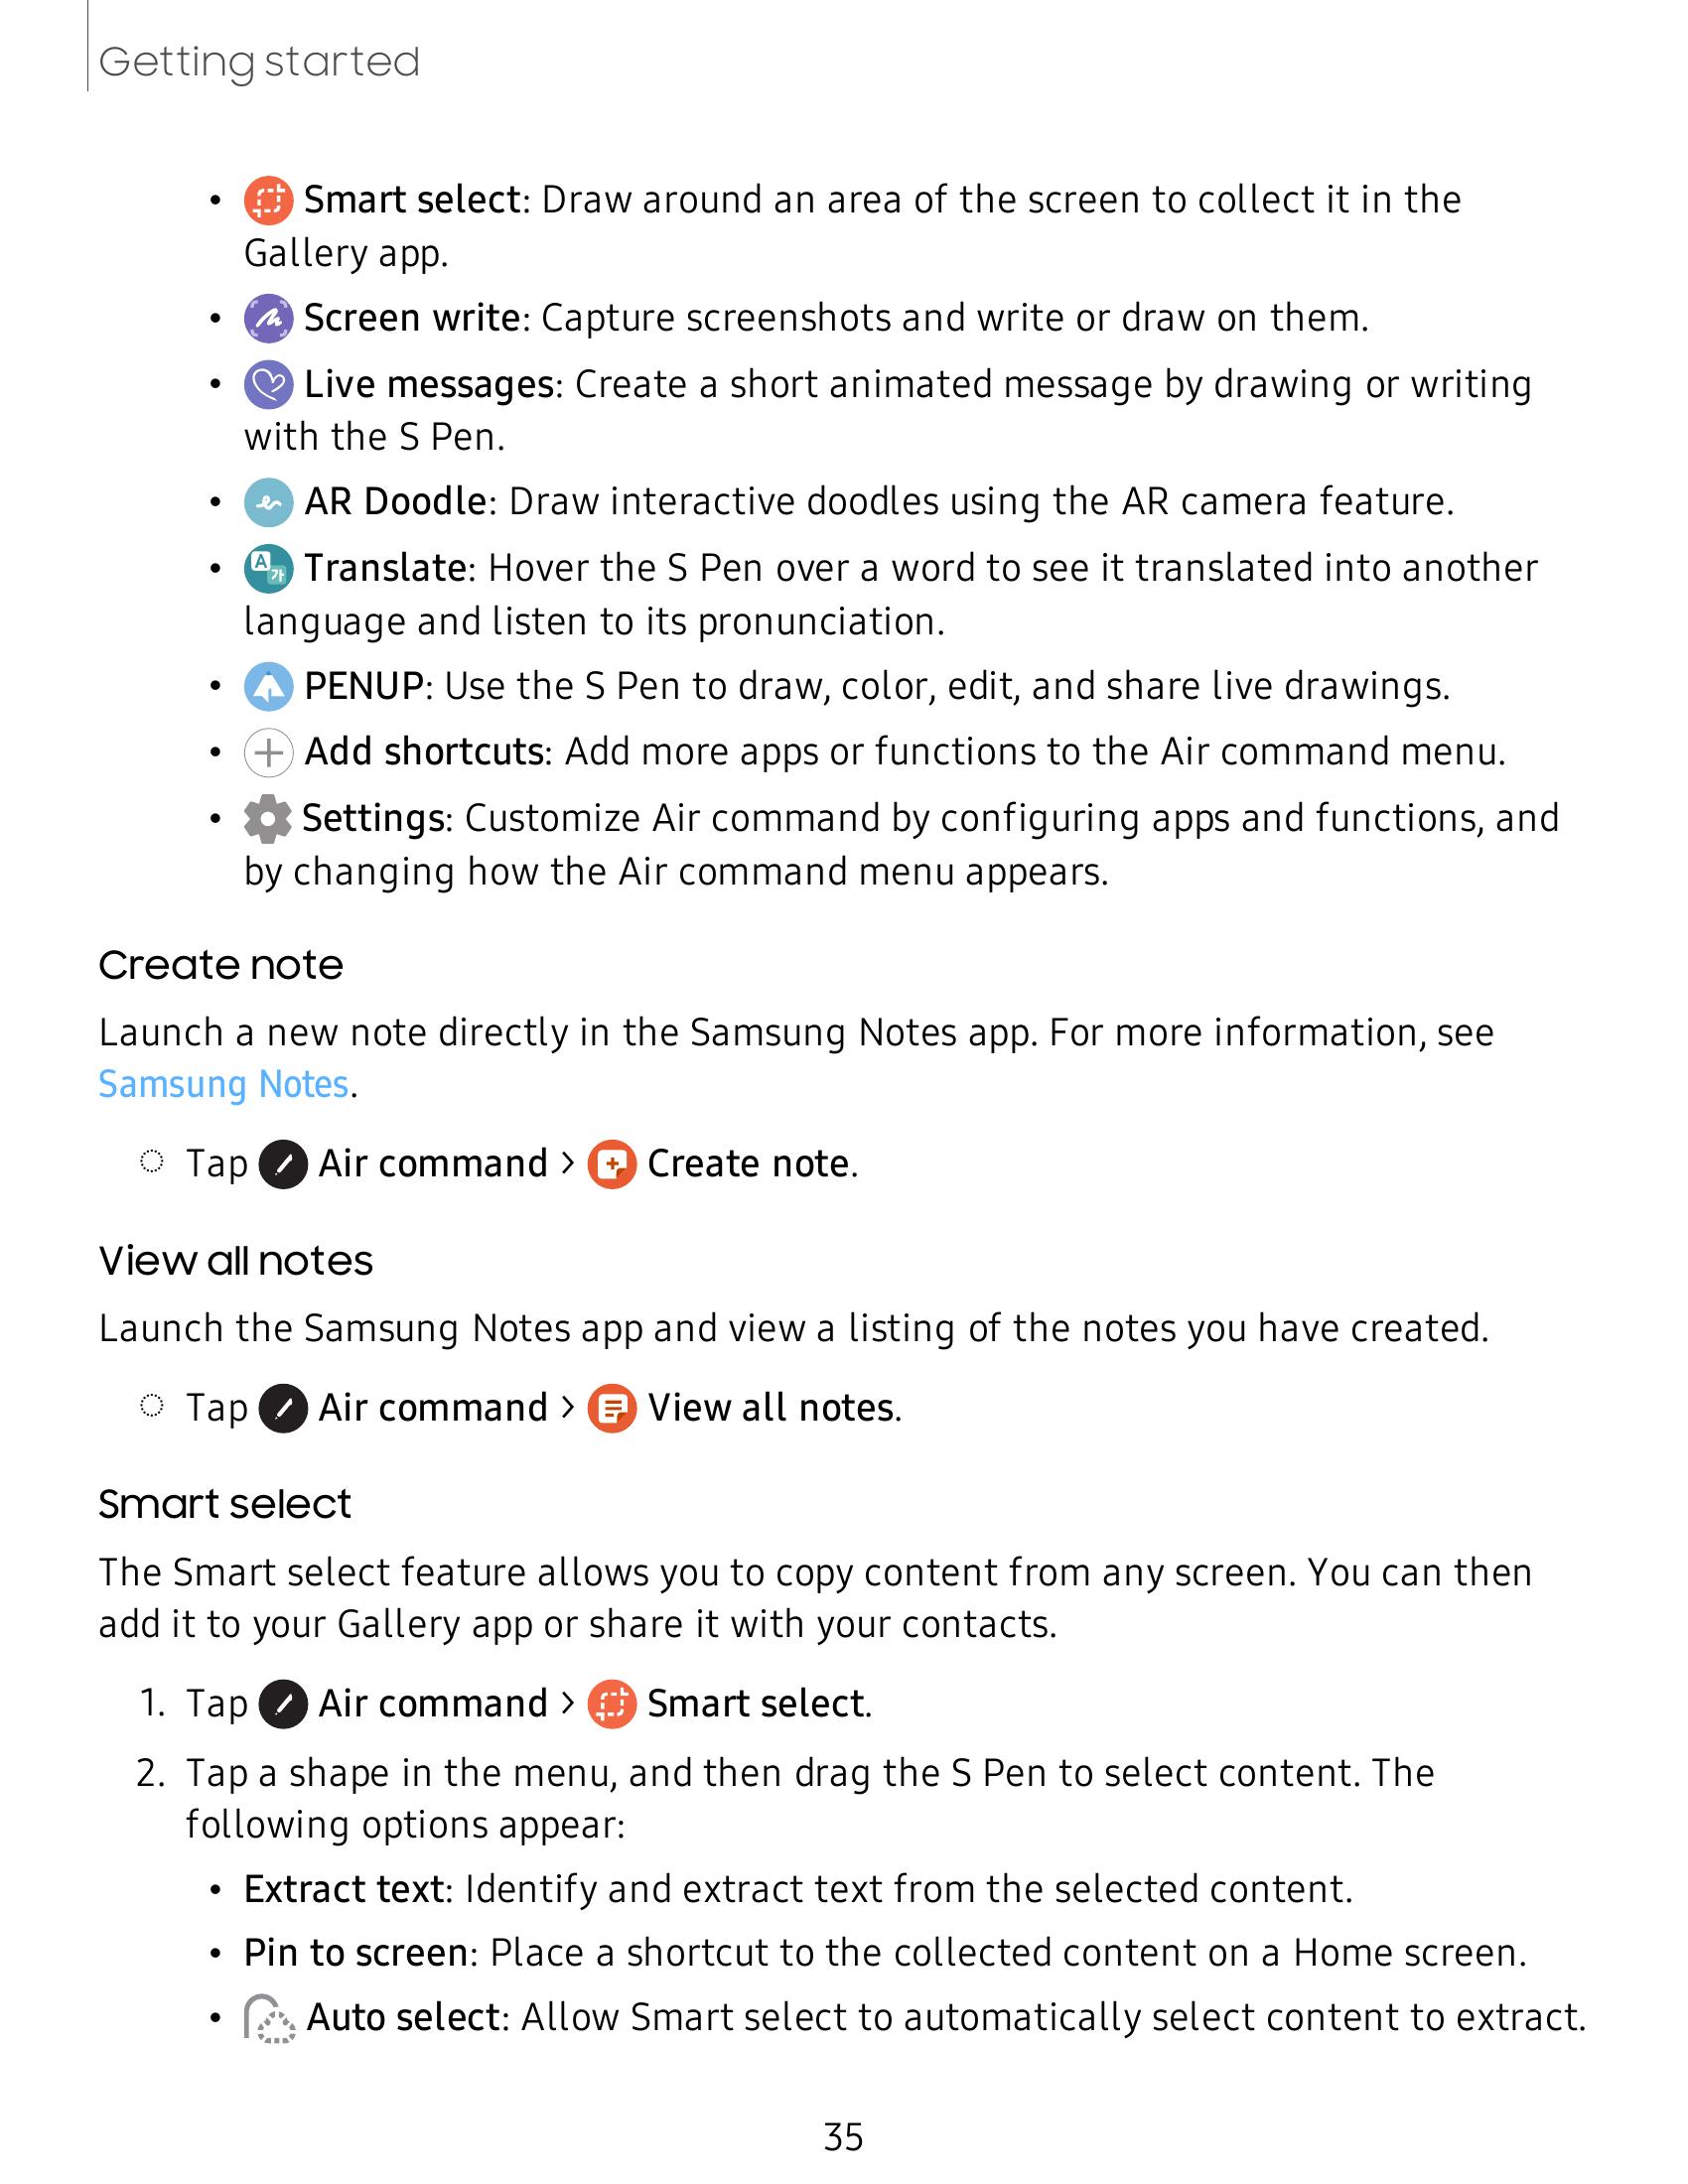 Getting started
• Smart select: Draw around an area of the screen to collect it in the
Gallery app.
• Screen write: Capture screenshots and write or draw on them.
• Live messages: Create a short animated message by drawing or writing
with the S Pen.
• AR Doodle: Draw interactive doodles using the AR camera feature.
• Translate: Hover the S Pen over a word to see it translated into another
language and listen to its pronunciation.
• PENUP: Use the S Pen to draw, color, edit, and share live drawings.
• Add shortcuts: Add more apps or functions to the Air command menu.
• Settings: Customize Air command by configuring apps and functions, and
by changing how the Air command menu appears.
Create note
Launch a new note directly in the Samsung Notes app. For more information, see
Samsung Notes.
Tap Air command > Create note.
View all notes
Launch the Samsung Notes app and view a listing of the notes you have created.
Tap Air command > View all notes.
Smart select
The Smart select feature allows you to copy content from any screen. You can then
add it to your Gallery app or share it with your contacts.
1. Tap Air command > Smart select.
2. Tap a shape in the menu, and then drag the S Pen to select content. The
following options appear:
• Extract text: Identify and extract text from the selected content.
• Pin to screen: Place a shortcut to the collected content on a Home screen.
• Auto select: Allow Smart select to automatically select content to extract.
35